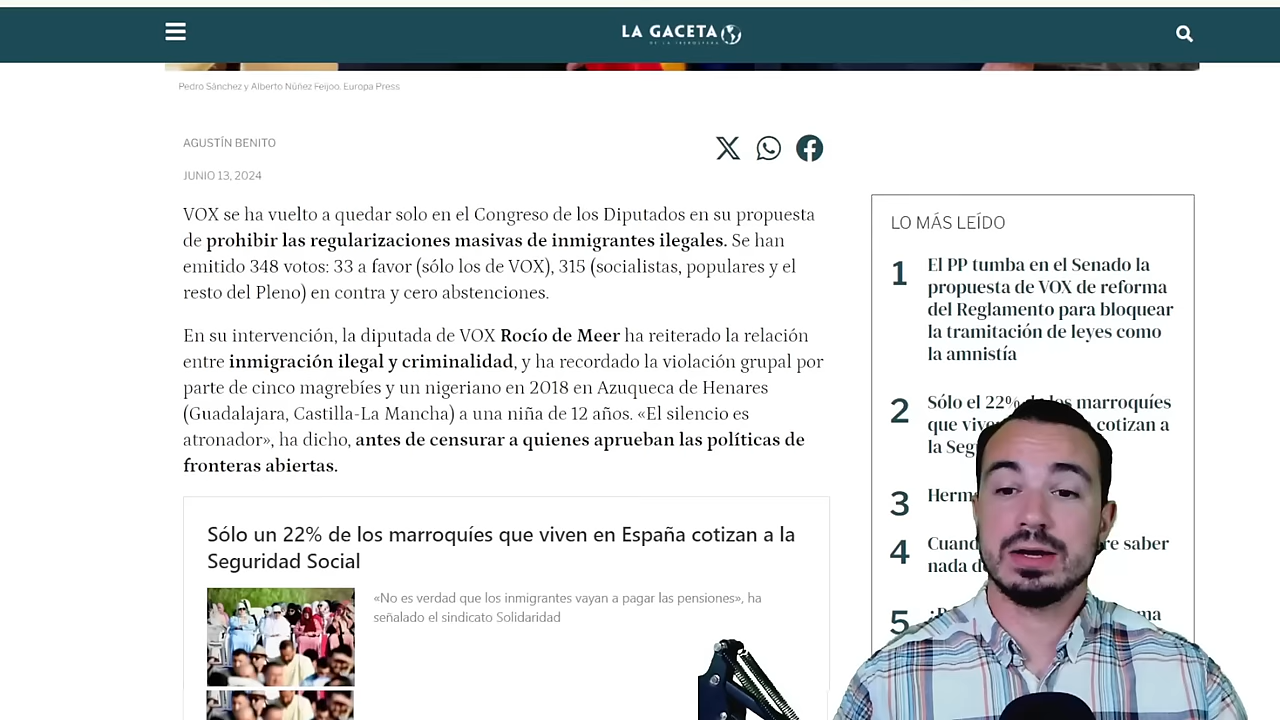 LA GACETA
DE LA IBEROSFERA
Pedro Sánchez y Alberto Núñez Feijoo. Europa Press
AGUSTÍN BENITO
JUNIO 13, 2024
VOX se ha vuelto a quedar solo en el Congreso de los Diputados en su propuesta
de prohibir las regularizaciones masivas de inmigrantes ilegales. Se han
emitido 348 votos: 33 a favor (sólo los de VOX), 315 (socialistas, populares y el
resto del Pleno) en contra y cero abstenciones.
En su intervención, la diputada de VOX Rocío de Meer ha reiterado la relación
entre inmigración ilegal y criminalidad, y ha recordado la violación grupal por
parte de cinco magrebíes y un nigeriano en 2018 en Azuqueca de Henares
(Guadalajara, Castilla-La Mancha) a una niña de 12 años. «El silencio es
atronador», ha dicho, antes de censurar a quienes aprueban las políticas de
fronteras abiertas.
Sólo un 22% de los marroquíes que viven en España cotizan a la
Seguridad Social
«No es verdad que los inmigrantes vayan a pagar las pensiones», ha
señalado el sindicato Solidaridad
LO MÁS LEÍDO
1 El PP tumba en el Senado la
propuesta de VOX de reforma
del Reglamento para bloquear
la tramitación de leyes como
la amnistía
2 Sólo el 22% los marroquíes
que cotizan a
la
3
4 saber
nada
5